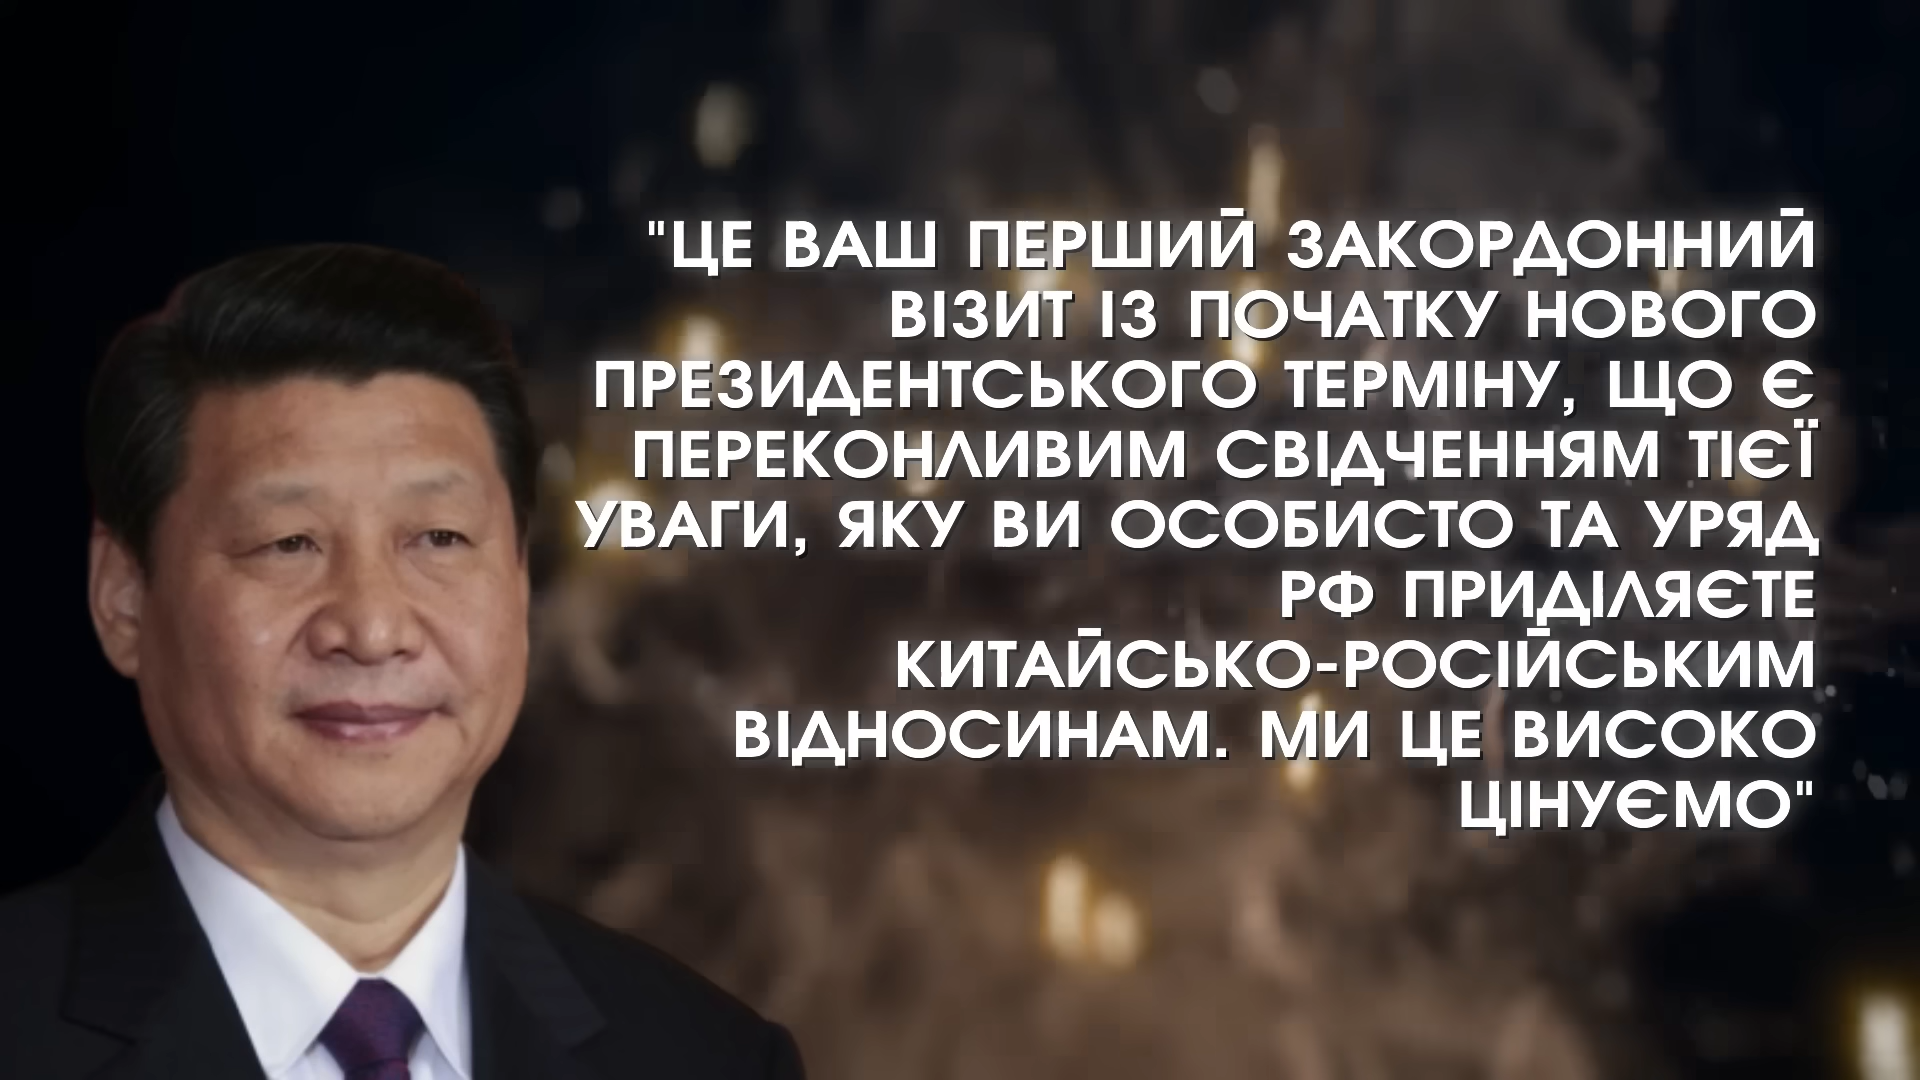 "ЦЕ ВАШ ПЕРШИЙ ЗАКОРДОННИЙ
ВІЗИТ ІЗ ПОЧАТКУ НОВОГО
ПРЕЗИДЕНТСЬКОГО ТЕРМІНУ, ЩО Є
ПЕРЕКОНЛИВИМ СВІДЧЕННЯМ ТІЄЇ
УВАГИ, ЯКУ ВИ ОСОБИСТО ТА УРЯД
РФ ПРИДІЛЯЄТЕ
КИТАЙСЬКО-РОСІЙСЬКИМ
ВІДНОСИНАМ. МИ ЦЕ ВИСОКО
ЦІНУЄМО"